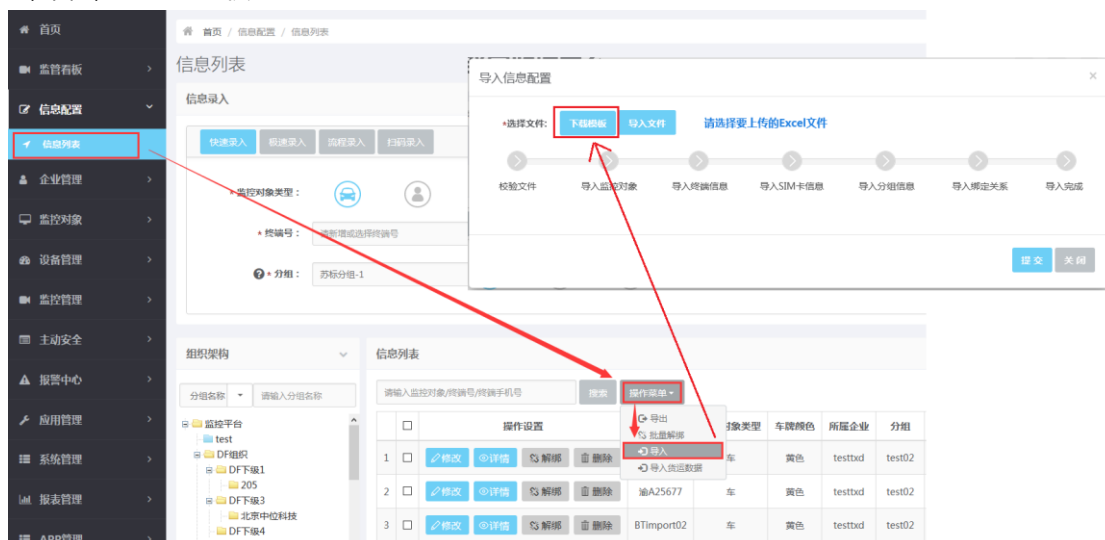 首页
监管看板
信息配置
信息列表
企业管理
监控对象
设备管理
监控管理
主动安全
报警中心
应用管理
系统管理
报表管理
APP管理
首页 / 信息配置 / 信息列表
信息列表
信息录入
快速录入 极速录入 流程录入 扫码录入
* 监控对象类型：
* 终端号： 请新增或选择终端号
* 分组： 苏标分组-1
导入信息配置 ×
*选择文件: 下载模板 导入文件 请选择要上传的Excel文件
校验文件 导入监控对象 导入终端信息 导入SIM卡信息 导入分组信息 导入绑定关系 导入完成
提交 关闭
组织架构
分组名称 请输入分组名称
监控平台
test
DF组织
DF下级1
205
DF下级3
北京中位科技
DF下级4
信息列表
请输入监控对象/终端号/终端手机号 搜索 操作菜单
导出
批量解绑
导入
导入货运数据
操作设置 对象类型 车牌颜色 所属企业 分组
1 修改 详情 解绑 删除 车 黄色 testtxd test02
2 修改 详情 解绑 删除 渝A25677 车 黄色 testtxd test02
3 修改 详情 解绑 删除 BTimport02 车 黄色 testtxd test02